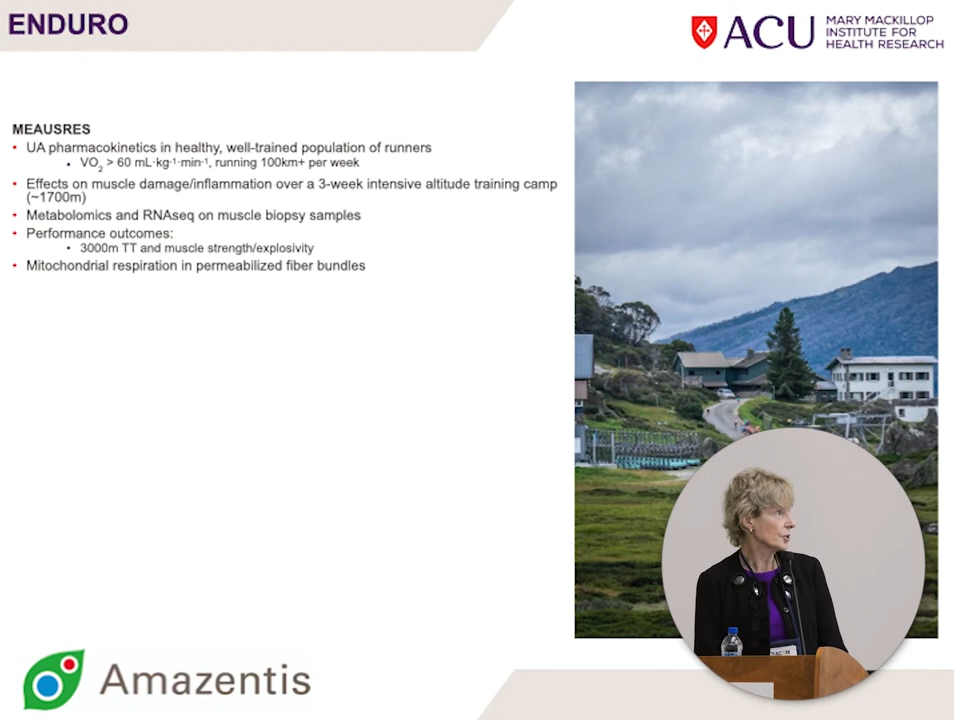 ENDURO
ACU
MARY MACKILLOP
INSTITUTE FOR
HEALTH RESEARCH
MEAUSRES
• UA pharmacokinetics in healthy, well-trained population of runners
• VO2 > 60 mL·kg-1·min-1, running 100km+ per week
• Effects on muscle damage/inflammation over a 3-week intensive altitude training camp
(~1700m)
• Metabolomics and RNAseq on muscle biopsy samples
• Performance outcomes:
• 3000m TT and muscle strength/explosivity
• Mitochondrial respiration in permeabilized fiber bundles
Amazentis